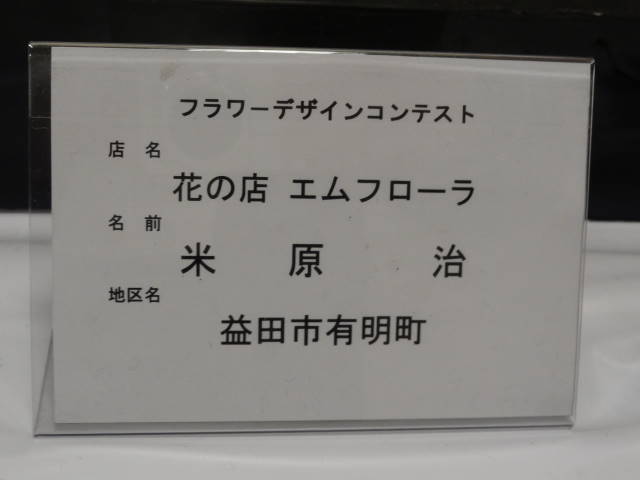 フラワーデザインコンテスト
店 名
花の店 エムフローラ
名 前
米 原 治
地区名
益田市有明町